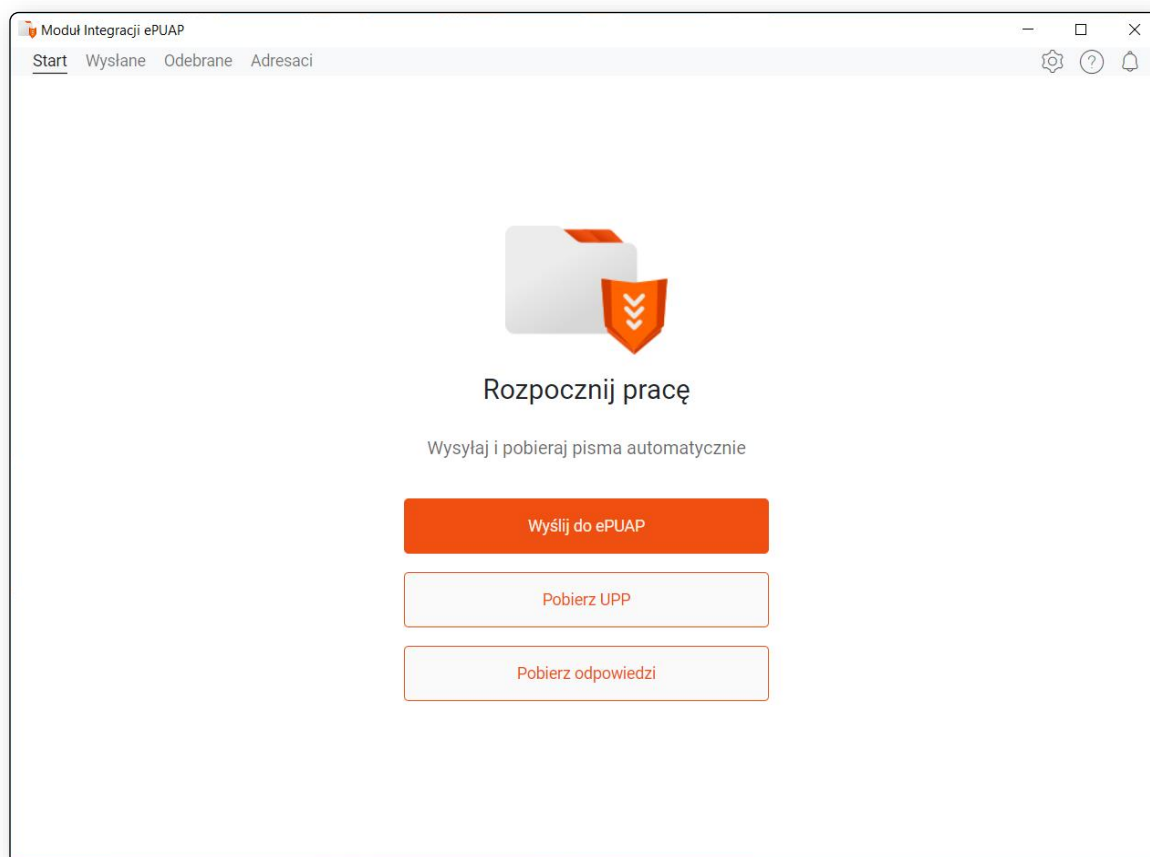 Moduł Integracji ePUAP
Start Wysłane Odebrane Adresaci
Rozpocznij pracę
Wysyłaj i pobieraj pisma automatycznie
Wyślij do ePUAP
Pobierz UPP
Pobierz odpowiedzi